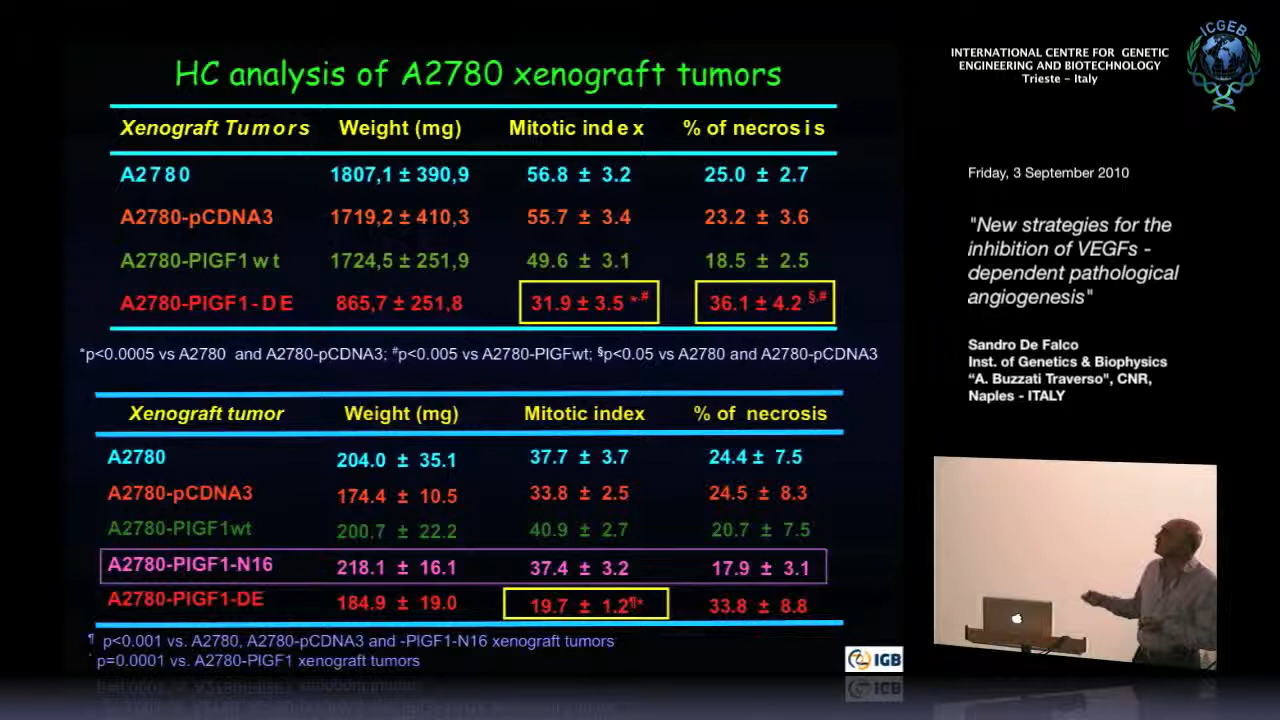 HC analysis of A2780 xenograft tumors
Xenograft Tumors Weight (mg) Mitotic index % of necrosis
A2780 1807,1 ± 390,9 56.8 ± 3.2 25.0 ± 2.7
A2780-pCDNA3 1719,2 ± 410,3 55.7 ± 3.4 23.2 ± 3.6
A2780-PlGF1wt 1724,5 ± 251,9 49.6 ± 3.1 18.5 ± 2.5
A2780-PlGF1-DE 865,7 ± 251,8 31.9 ± 3.5 *,# 36.1 ± 4.2 §,#
*p<0.0005 vs A2780 and A2780-pCDNA3; #p<0.005 vs A2780-PlGFwt; §p<0.05 vs A2780 and A2780-pCDNA3
Xenograft tumor Weight (mg) Mitotic index % of necrosis
A2780 204.0 ± 35.1 37.7 ± 3.7 24.4 ± 7.5
A2780-pCDNA3 174.4 ± 10.5 33.8 ± 2.5 24.5 ± 8.3
A2780-PlGF1wt 200.7 ± 22.2 40.9 ± 2.7 20.7 ± 7.5
A2780-PlGF1-N16 218.1 ± 16.1 37.4 ± 3.2 17.9 ± 3.1
A2780-PlGF1-DE 184.9 ± 19.0 19.7 ± 1.2¶* 33.8 ± 8.8
¶ p<0.001 vs. A2780, A2780-pCDNA3 and -PlGF1-N16 xenograft tumors
* p=0.0001 vs. A2780-PlGF1 xenograft tumors
IGB
INTERNATIONAL CENTRE FOR GENETIC
ENGINEERING AND BIOTECHNOLOGY
Trieste - Italy
ICGEB
Friday, 3 September 2010
"New strategies for the
inhibition of VEGFs -
dependent pathological
angiogenesis"
Sandro De Falco
Inst. of Genetics & Biophysics
“A. Buzzati Traverso", CNR,
Naples - ITALY